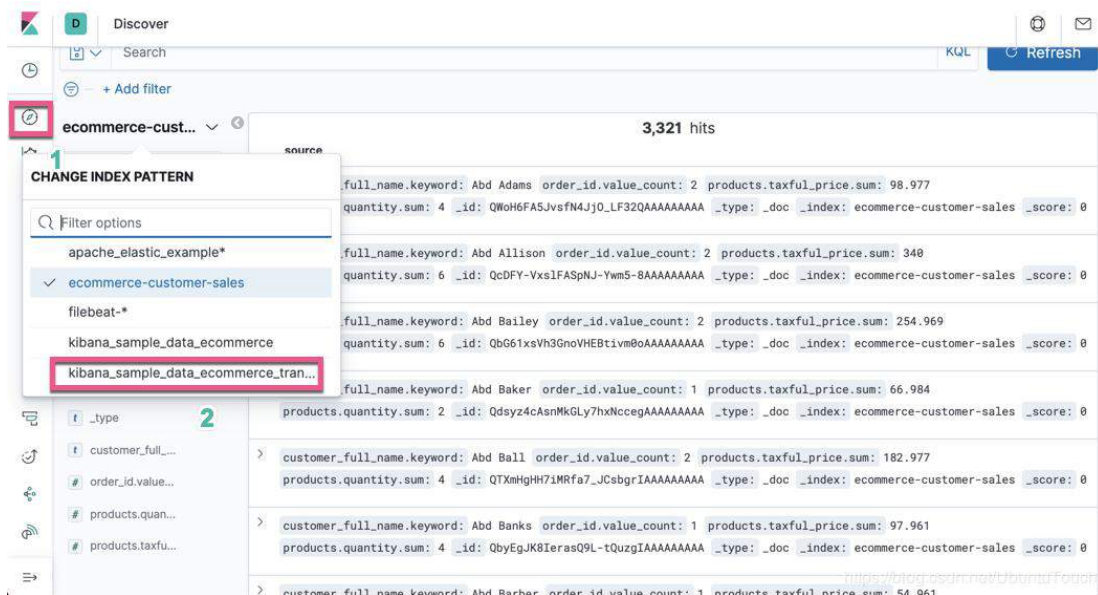 D Discover
Search KQL Refresh
+ Add filter
ecommerce-cust... 3,321 hits
1
source
CHANGE INDEX PATTERN
Filter options
apache_elastic_example*
ecommerce-customer-sales
filebeat-*
kibana_sample_data_ecommerce
kibana_sample_data_ecommerce_tran...
2
t _type
t customer_full_...
# order_id.value...
# products.quan...
# products.taxfu...
_full_name.keyword: Abd Adams order_id.value_count: 2 products.taxful_price.sum: 98.977
quantity.sum: 4 _id: QWoH6FA5JvsfN4JjO_LF32QAAAAAAAAA _type: _doc _index: ecommerce-customer-sales _score: 0
_full_name.keyword: Abd Allison order_id.value_count: 2 products.taxful_price.sum: 340
quantity.sum: 6 _id: QcDFY-VxslFASpNJ-Ywm5-8AAAAAAAAA _type: _doc _index: ecommerce-customer-sales _score: 0
_full_name.keyword: Abd Bailey order_id.value_count: 2 products.taxful_price.sum: 254.969
quantity.sum: 6 _id: QbG61xsVh3GnoVHEBtivm0oAAAAAAAAA _type: _doc _index: ecommerce-customer-sales _score: 0
_full_name.keyword: Abd Baker order_id.value_count: 1 products.taxful_price.sum: 66.984
products.quantity.sum: 2 _id: Qdsyz4cAsnMkGLy7hxNccegAAAAAAAAA _type: _doc _index: ecommerce-customer-sales _score: 0
customer_full_name.keyword: Abd Ball order_id.value_count: 2 products.taxful_price.sum: 182.977
products.quantity.sum: 4 _id: QTXmHgHH7iMRfa7_JCsbgrIAAAAAAAAA _type: _doc _index: ecommerce-customer-sales _score: 0
customer_full_name.keyword: Abd Banks order_id.value_count: 1 products.taxful_price.sum: 97.961
products.quantity.sum: 4 _id: QbyEgJK8IerasQ9L-tQuzgIAAAAAAAAA _type: _doc _index: ecommerce-customer-sales _score: 0
https://blog.csdn.net/UbuntuTouch
customer_full_name.keyword: Abd Barber order_id.value_count: 1 products.taxful_price.sum: 54.961